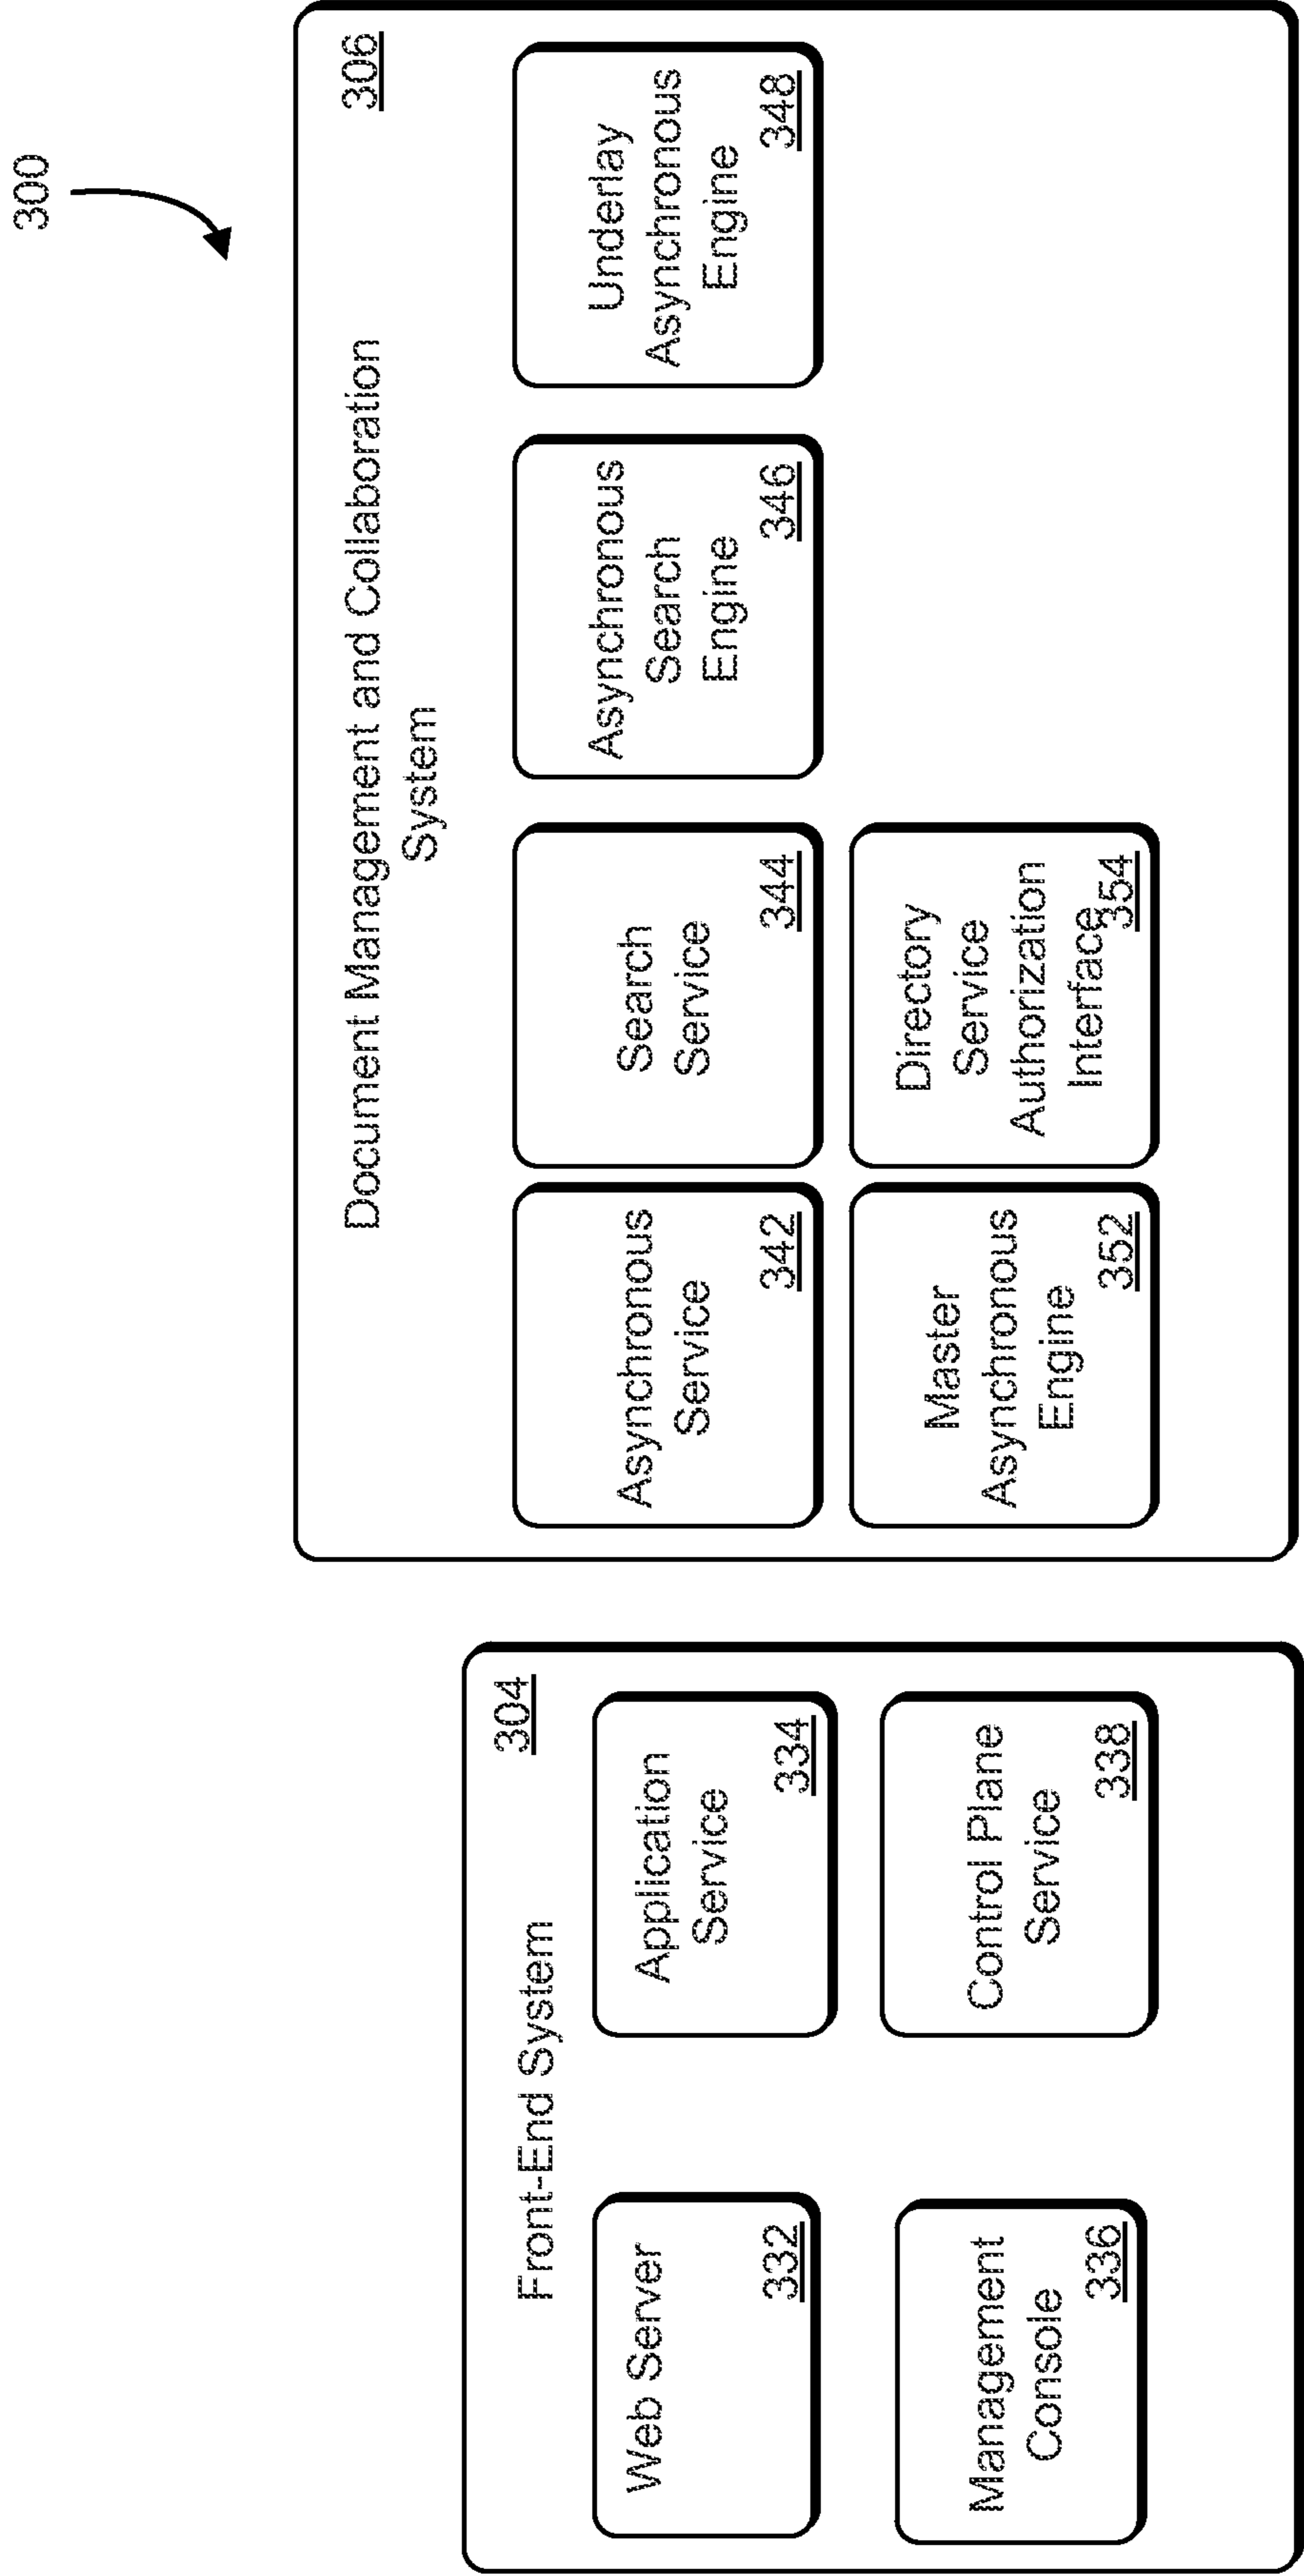 300
Front-End System
304
Web Server
332
Application
Service
334
Management
Console
336
Control Plane
Service
338
Document Management and Collaboration
System
306
Asynchronous
Service
342
Search
Service
344
Asynchronous
Search
Engine
346
Underlay
Asynchronous
Engine
348
Master
Asynchronous
Engine
352
Directory
Service
Authorization
Interface
354